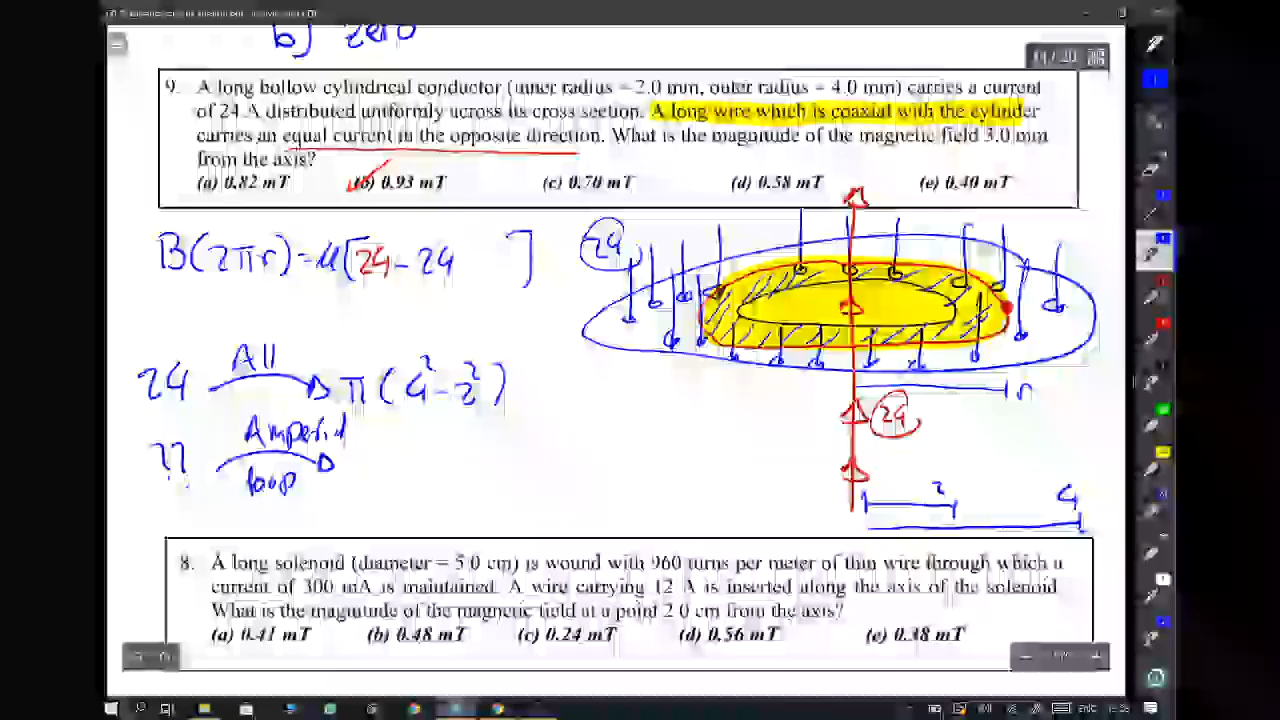 b) zero
9. A long hollow cylindrical conductor (inner radius = 2.0 mm, outer radius = 4.0 mm) carries a current
of 24 A distributed uniformly across its cross section. A long wire which is coaxial with the cylinder
carries an equal current in the opposite direction. What is the magnitude of the magnetic field 3.0 mm
from the axis?
(a) 0.82 mT (b) 0.93 mT (c) 0.70 mT (d) 0.58 mT (e) 0.40 mT
B(2πr) = μ[24 - 24 ]
24
24 All π(4² - 2²)
?? Amperid loop
r
24
2 4
8. A long solenoid (diameter = 5.0 cm) is wound with 960 turns per meter of thin wire through which a
current of 300 mA is maintained. A wire carrying 12 A is inserted along the axis of the solenoid
What is the magnitude of the magnetic field at a point 2.0 cm from the axis?
(a) 0.41 mT (b) 0.48 mT (c) 0.24 mT (d) 0.56 mT (e) 0.38 mT
ENG